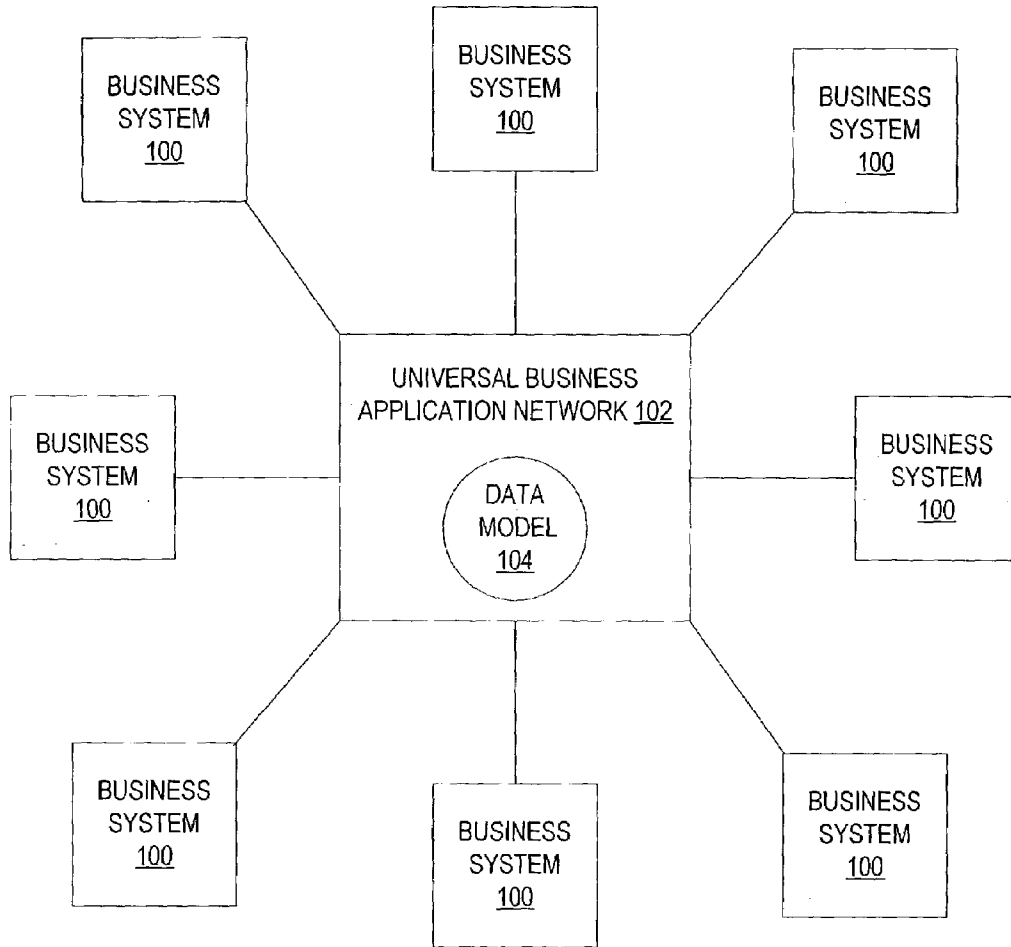 BUSINESS
SYSTEM
100
BUSINESS
SYSTEM
100
BUSINESS
SYSTEM
100
UNIVERSAL BUSINESS
APPLICATION NETWORK 102
BUSINESS
SYSTEM
100
DATA
MODEL
104
BUSINESS
SYSTEM
100
BUSINESS
SYSTEM
100
BUSINESS
SYSTEM
100
BUSINESS
SYSTEM
100